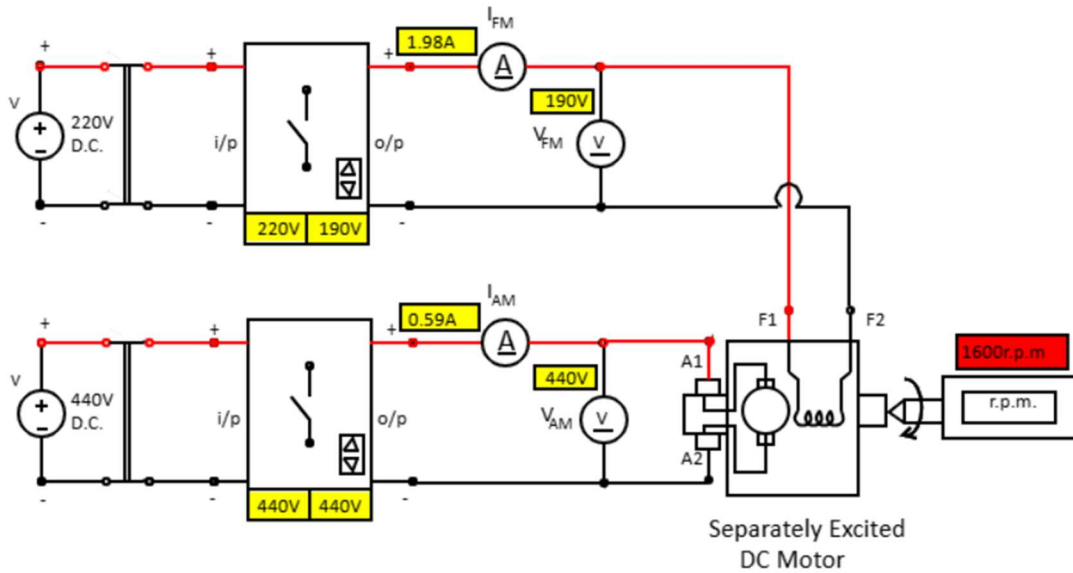 I_FM
1.98A
A
+
+
+
V
220V
D.C.
+
-
i/p
o/p
190V
V_FM
V
-
-
-
220V 190V
I_AM
0.59A
A
+
+
+
F1
F2
1600r.p.m
V
440V
D.C.
+
-
i/p
o/p
440V
V_AM
V
A1
A2
r.p.m.
-
-
-
440V 440V
Separately Excited
DC Motor